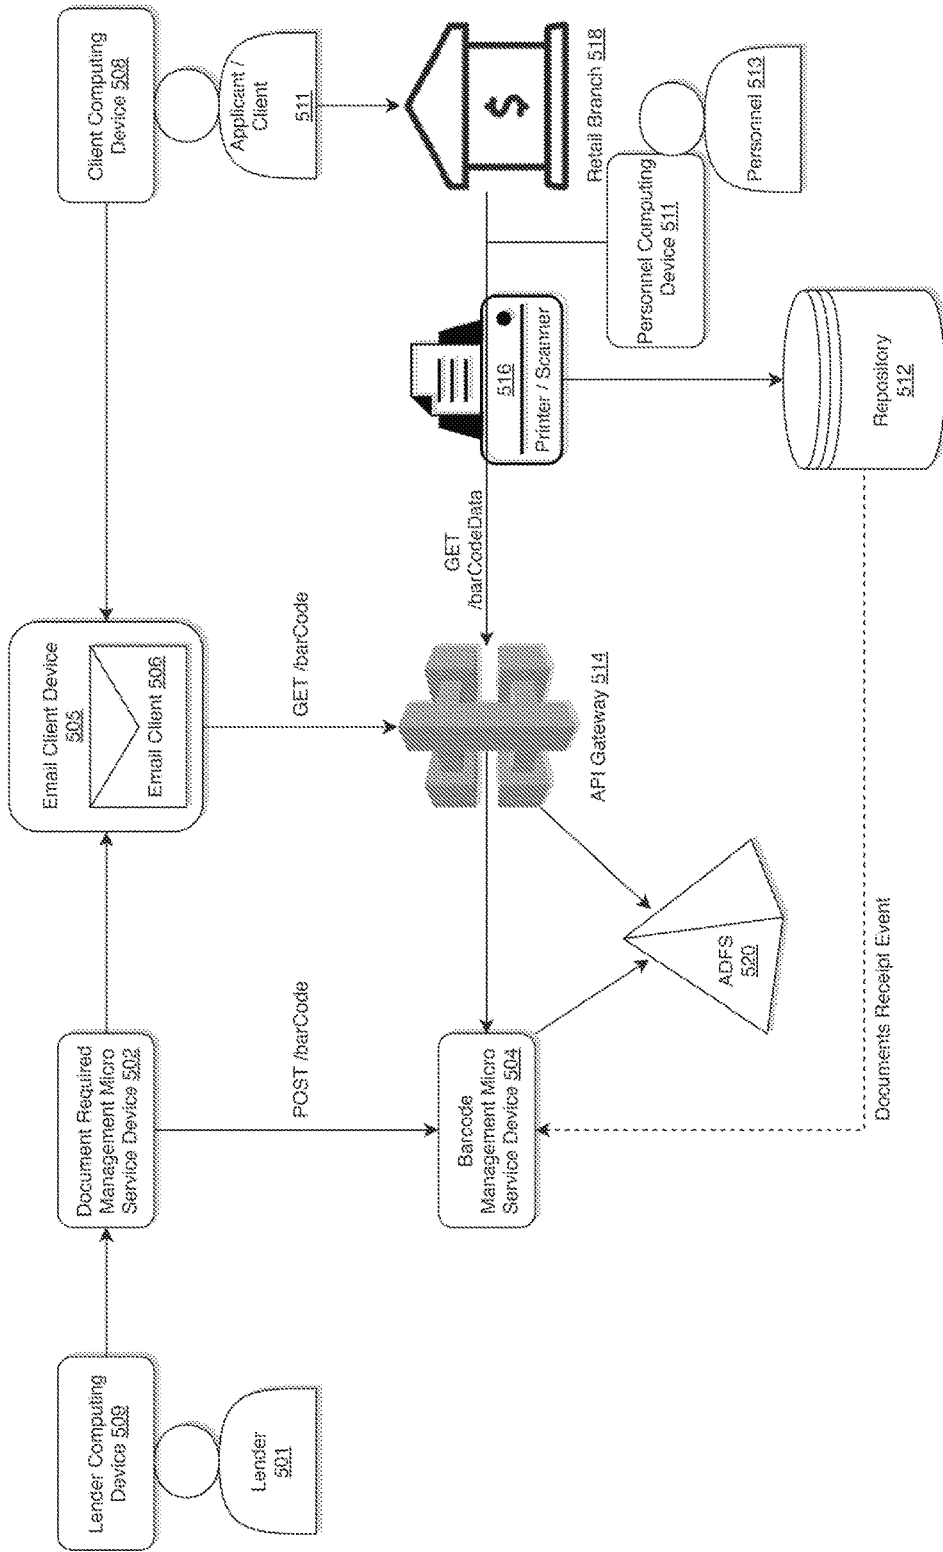 Lender Computing
Device 509
Lender
501
Document Required
Management Micro
Service Device 502
POST /barCode
Email Client Device
505
Email Client 506
GET /barCode
Client Computing
Device 508
Applicant /
Client
511
Barcode
Management Micro
Service Device 504
ADFS
520
API Gateway 514
GET
/barCodeData
516
Printer / Scanner
$
Retail Branch 518
Personnel Computing
Device 511
Personnel
513
Repository
512
Documents Receipt Event